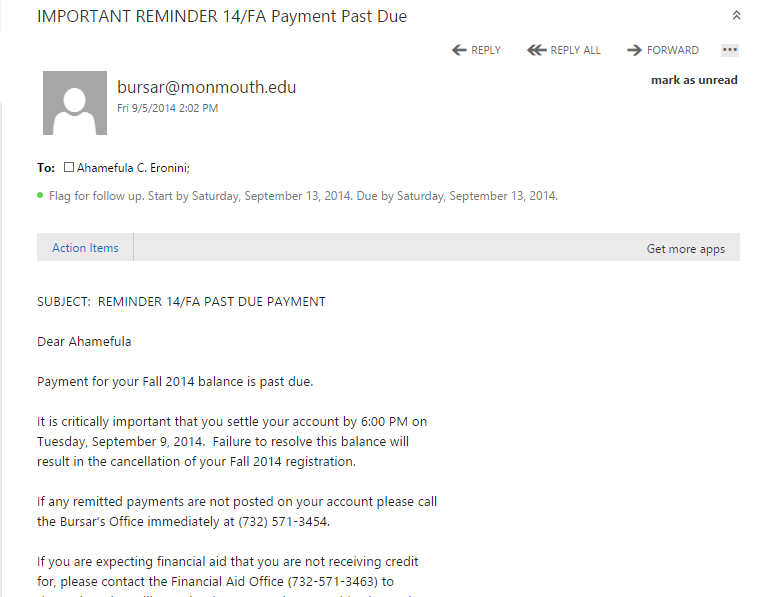 IMPORTANT REMINDER 14/FA Payment Past Due
REPLY REPLY ALL FORWARD
mark as unread
bursar@monmouth.edu
Fri 9/5/2014 2:02 PM
To: Ahamefula C. Eronini;
Flag for follow up. Start by Saturday, September 13, 2014. Due by Saturday, September 13, 2014.
Action Items Get more apps
SUBJECT: REMINDER 14/FA PAST DUE PAYMENT
Dear Ahamefula
Payment for your Fall 2014 balance is past due.
It is critically important that you settle your account by 6:00 PM on
Tuesday, September 9, 2014. Failure to resolve this balance will
result in the cancellation of your Fall 2014 registration.
If any remitted payments are not posted on your account please call
the Bursar's Office immediately at (732) 571-3454.
If you are expecting financial aid that you are not receiving credit
for, please contact the Financial Aid Office (732-571-3463) to